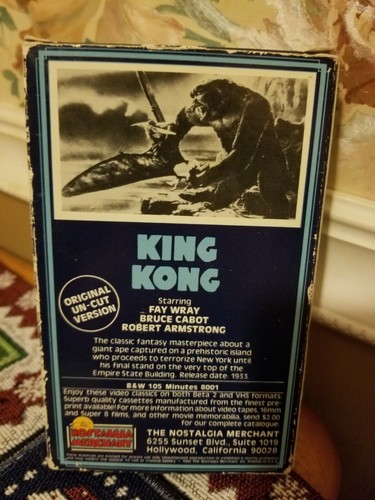 KING
KONG
ORIGINAL
UN-CUT
VERSION
Starring
FAY WRAY
BRUCE CABOT
ROBERT ARMSTRONG
The classic fantasy masterpiece about a
giant ape captured on a prehistoric island
who proceeds to terrorize New York until
his final stand on the very top of the
Empire State Building. Release date: 1933
B&W 105 Minutes 8001
Enjoy these video classics on both Beta 2 and VHS formats.
Superb quality cassettes manufactured from the finest pre-
print available! For more information about video tapes, 16mm
and Super 8 films, and other movie memorabilia, send $2.00
for our complete catalogue.
NOSTALGIA
MERCHANT
THE NOSTALGIA MERCHANT
6255 Sunset Blvd., Suite 1019
Hollywood, California 90028